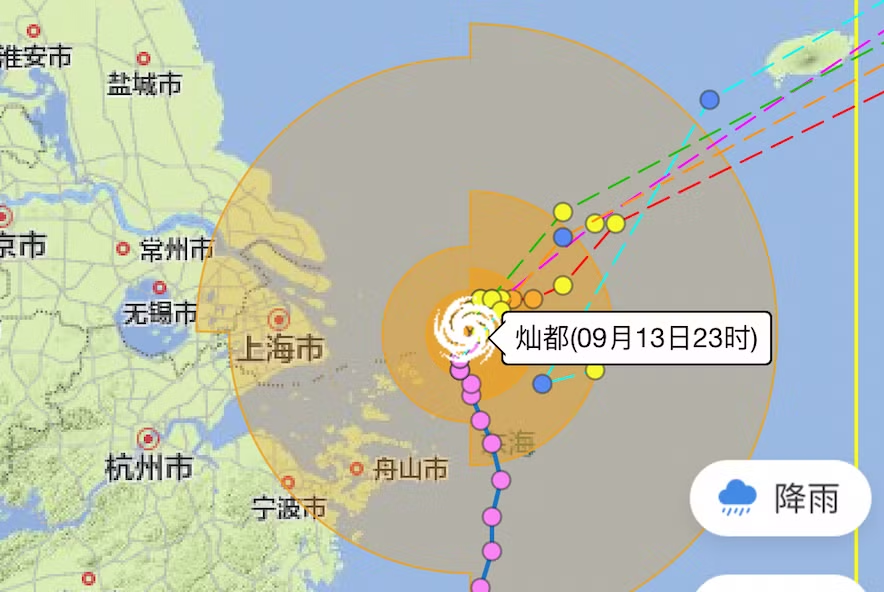 淮安市
盐城市
京市
常州市
无锡市
上海市
灿都(09月13日23时)
东海
杭州市
舟山市
宁波市
降雨